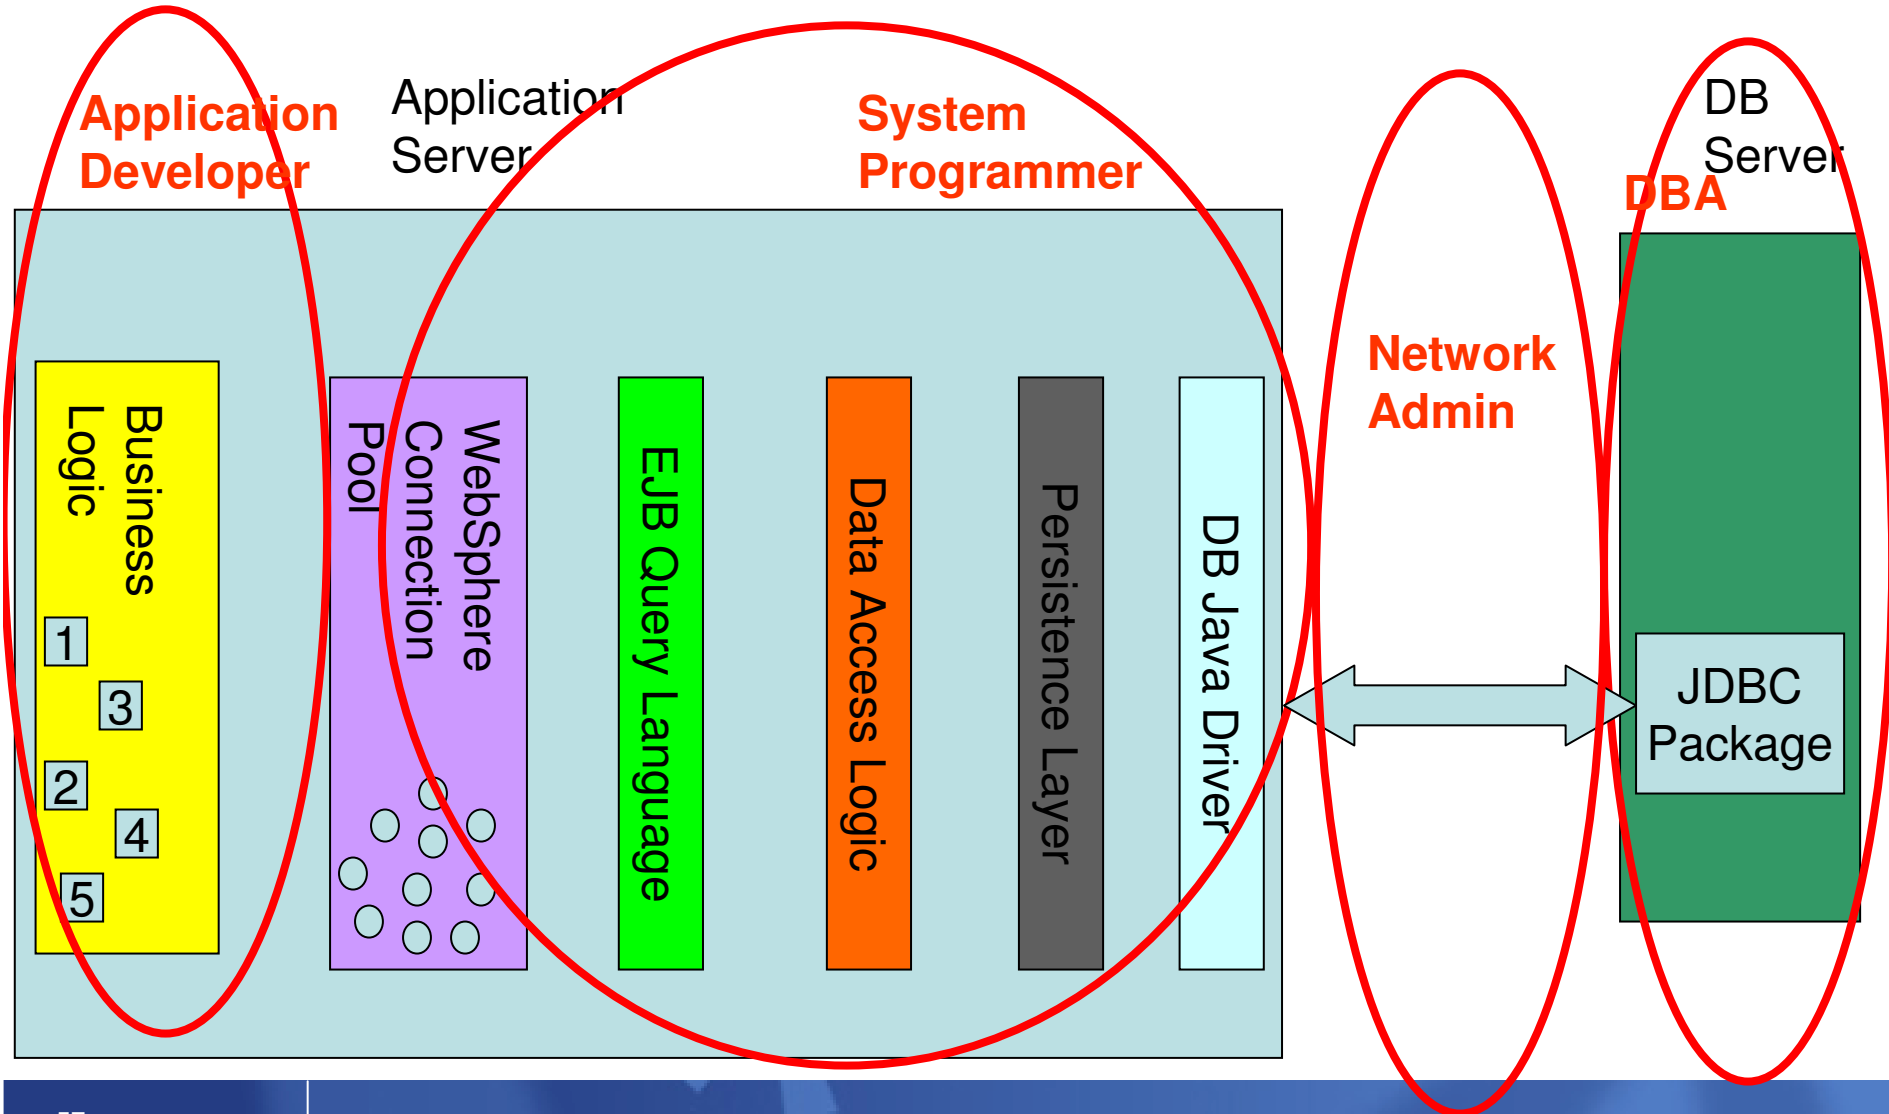 Application
Developer
Application
Server
System
Programmer
Network
Admin
DB
Server
DBA
Business
Logic
1
3
2
4
5
WebSphere
Connection
Pool
EJB Query Language
Data Access Logic
Persistence Layer
DB Java Driver
JDBC
Package